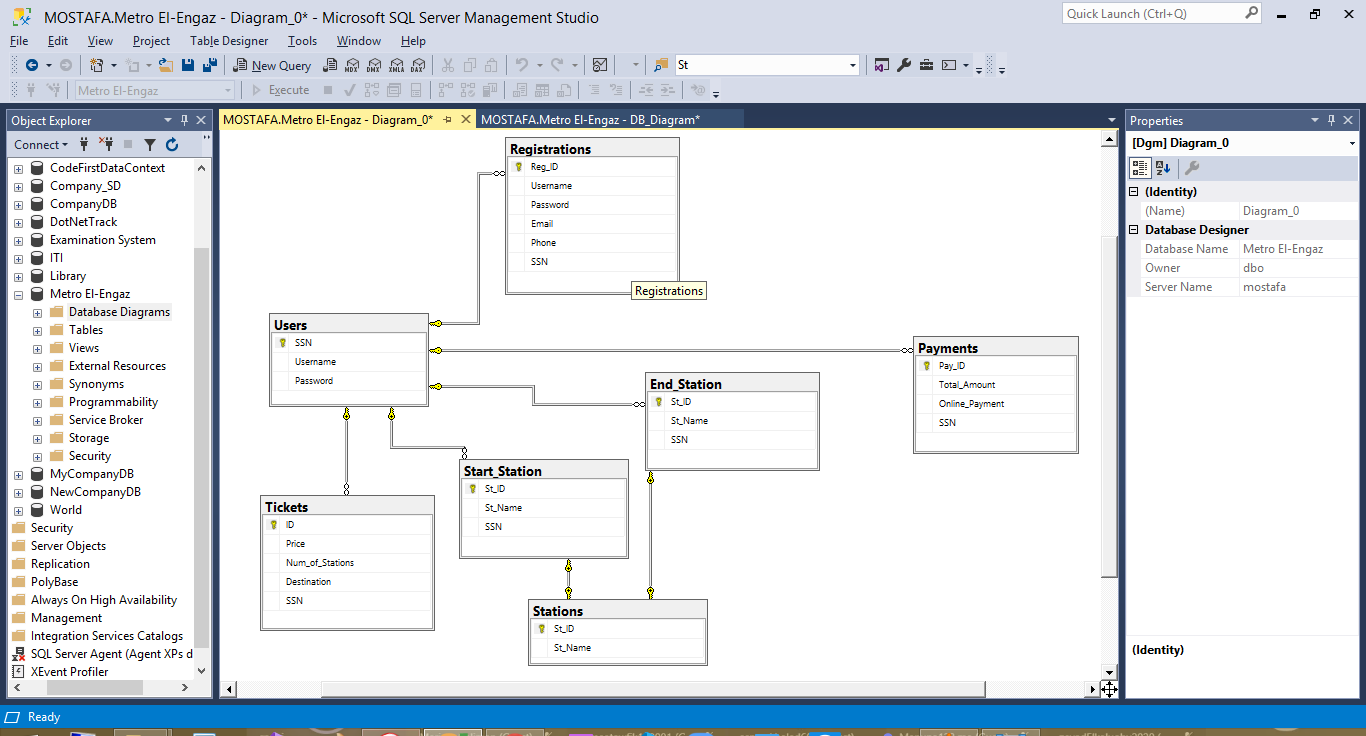 MOSTAFA.Metro El-Engaz - Diagram_0* - Microsoft SQL Server Management Studio
Quick Launch (Ctrl+Q)
File Edit View Project Table Designer Tools Window Help
New Query MDX DMX XMLA DAX St
Metro El-Engaz Execute
Object Explorer
Connect
CodeFirstDataContext
Company_SD
CompanyDB
DotNetTrack
Examination System
ITI
Library
Metro El-Engaz
Database Diagrams
Tables
Views
External Resources
Synonyms
Programmability
Service Broker
Storage
Security
MyCompanyDB
NewCompanyDB
World
Security
Server Objects
Replication
PolyBase
Always On High Availability
Management
Integration Services Catalogs
SQL Server Agent (Agent XPs d
XEvent Profiler
MOSTAFA.Metro El-Engaz - Diagram_0* MOSTAFA.Metro El-Engaz - DB_Diagram*
Registrations
Reg_ID
Username
Password
Email
Phone
SSN
Registrations
Users
SSN
Username
Password
Payments
Pay_ID
Total_Amount
Online_Payment
SSN
End_Station
St_ID
St_Name
SSN
Start_Station
St_ID
St_Name
SSN
Tickets
ID
Price
Num_of_Stations
Destination
SSN
Stations
St_ID
St_Name
Properties
[Dgm] Diagram_0
(Identity)
(Name) Diagram_0
Database Designer
Database Name Metro El-Engaz
Owner dbo
Server Name mostafa
(Identity)
Ready